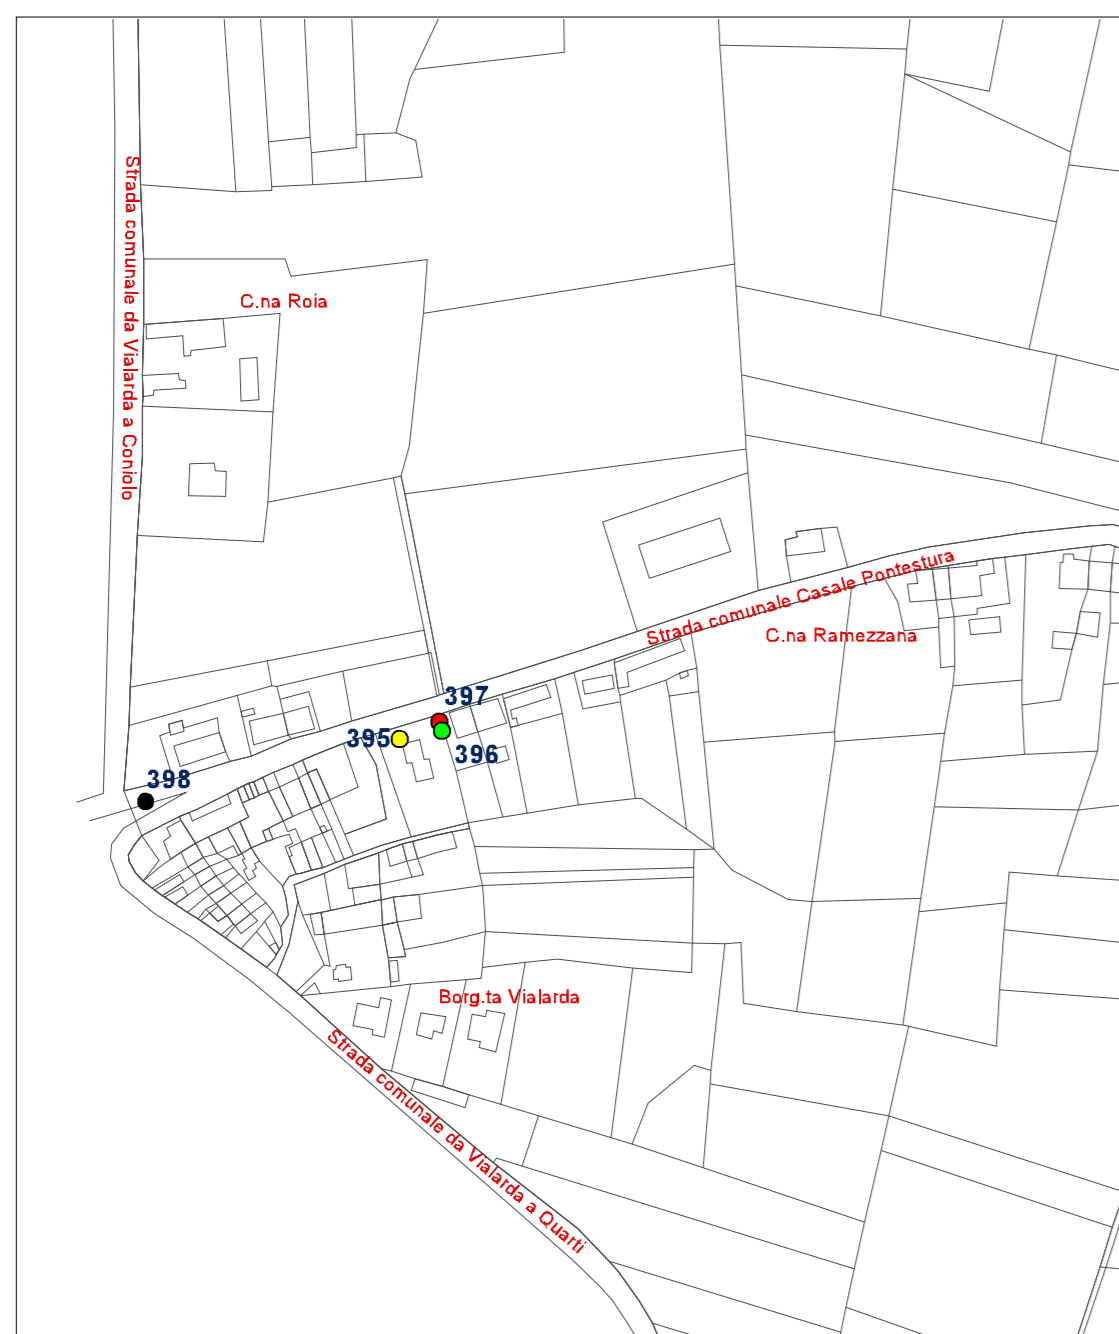 Strada comunale da Vialarda a Coniolo
C.na Roia
Strada comunale Casale Pontestura
C.na Ramezzana
397
395
396
398
Borg.ta Vialarda
Strada comunale da Vialarda a Quarti